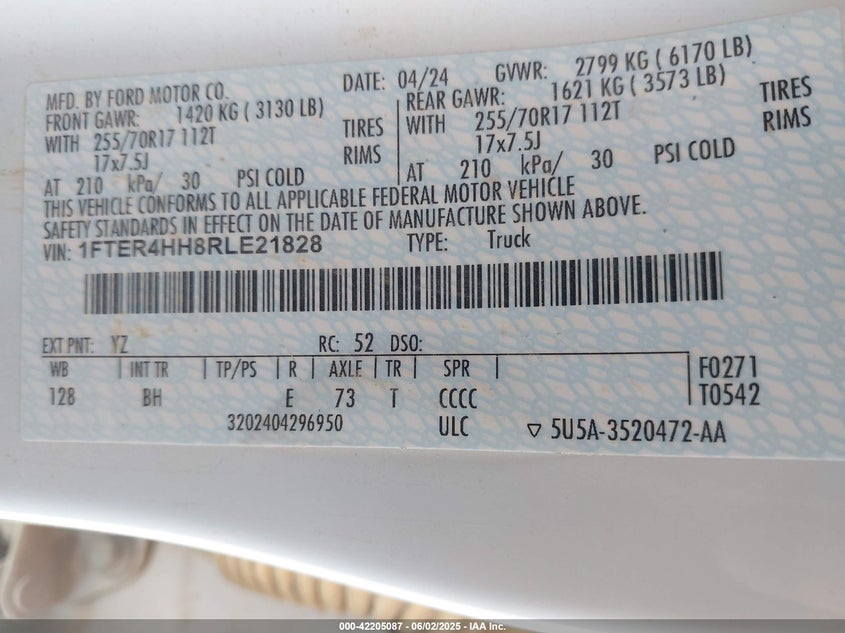 MFD. BY FORD MOTOR CO. DATE: 04/24 GVWR: 2799 KG ( 6170 LB)
FRONT GAWR: 1420 KG ( 3130 LB) REAR GAWR: 1621 KG ( 3573 LB)
WITH 255/70R17 112T TIRES WITH 255/70R17 112T TIRES
17x7.5J RIMS 17x7.5J RIMS
AT 210 kPa/ 30 PSI COLD AT 210 kPa/ 30 PSI COLD
THIS VEHICLE CONFORMS TO ALL APPLICABLE FEDERAL MOTOR VEHICLE
SAFETY STANDARDS IN EFFECT ON THE DATE OF MANUFACTURE SHOWN ABOVE.
VIN: 1FTER4HH8RLE21828 TYPE: Truck
EXT PNT: YZ RC: 52 DSO:
WB INT TR TP/PS R AXLE TR SPR F0271
128 BH E 73 T CCCC T0542
3202404296950 ULC ▽ 5U5A-3520472-AA
000-42205087 - 06/02/2025 - IAA Inc.